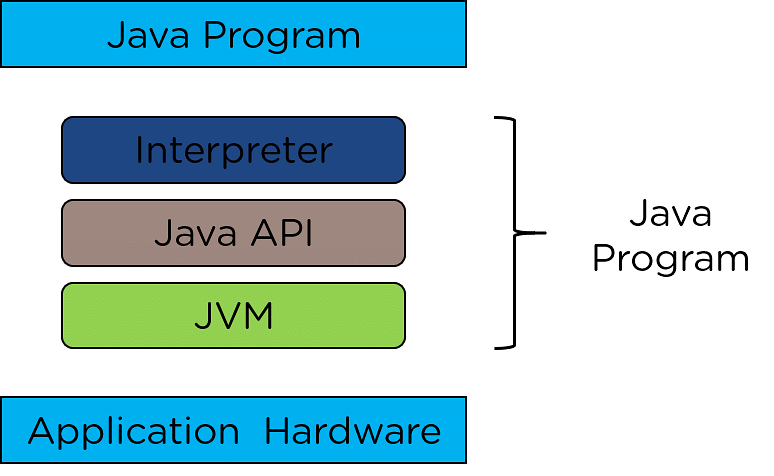 Java Program
Interpreter
Java API
JVM
Java
Program
Application Hardware